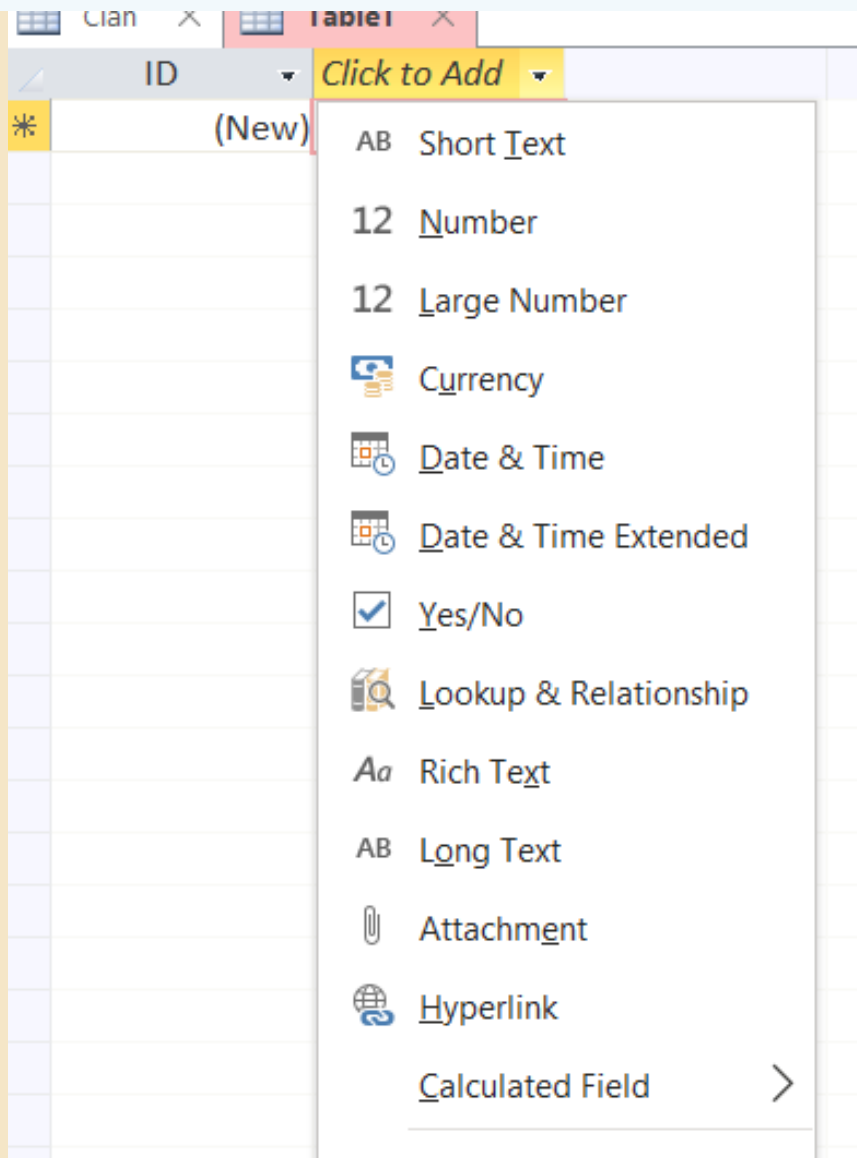 Clan
Table1
ID Click to Add
(New)
AB Short Text
12 Number
12 Large Number
Currency
Date & Time
Date & Time Extended
Yes/No
Lookup & Relationship
Aa Rich Text
AB Long Text
Attachment
Hyperlink
Calculated Field